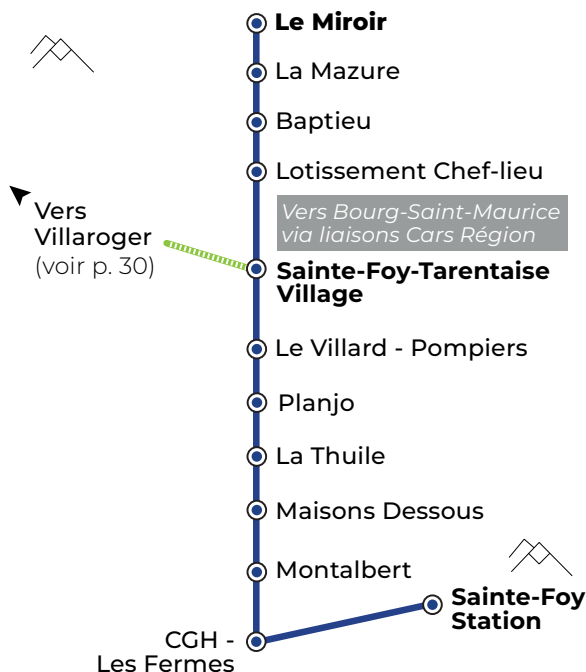 Le Miroir
La Mazure
Baptieu
Lotissement Chef-lieu
Vers
Villaroger
(voir p. 30)
Vers Bourg-Saint-Maurice
via liaisons Cars Région
Sainte-Foy-Tarentaise
Village
Le Villard - Pompiers
Planjo
La Thuile
Maisons Dessous
Montalbert
Sainte-Foy
Station
CGH -
Les Fermes